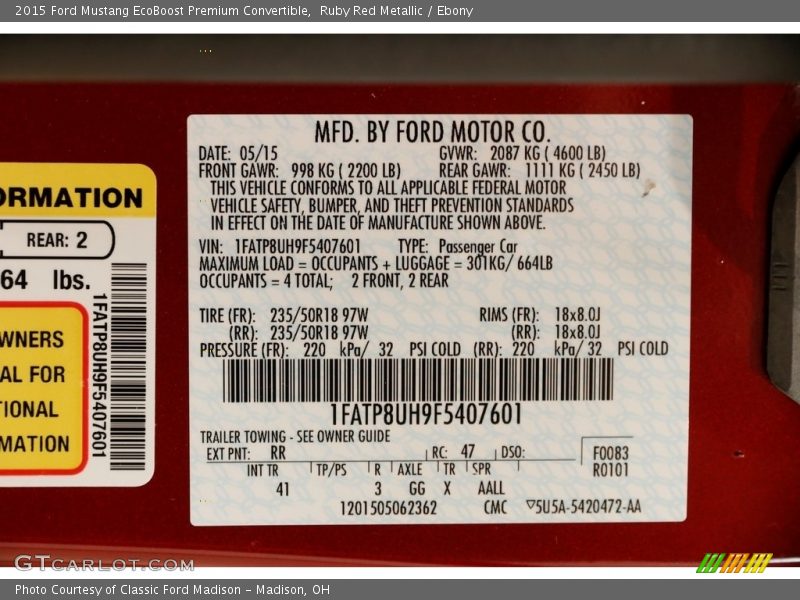 2015 Ford Mustang EcoBoost Premium Convertible, Ruby Red Metallic / Ebony
ORMATION
REAR: 2
64 lbs.
WNERS
AL FOR
TIONAL
MATION
1FATP8UH9F5407601
MFD. BY FORD MOTOR CO.
DATE: 05/15 GVWR: 2087 KG ( 4600 LB)
FRONT GAWR: 998 KG ( 2200 LB) REAR GAWR: 1111 KG ( 2450 LB)
THIS VEHICLE CONFORMS TO ALL APPLICABLE FEDERAL MOTOR
VEHICLE SAFETY, BUMPER, AND THEFT PREVENTION STANDARDS
IN EFFECT ON THE DATE OF MANUFACTURE SHOWN ABOVE.
VIN: 1FATP8UH9F5407601 TYPE: Passenger Car
MAXIMUM LOAD = OCCUPANTS + LUGGAGE = 301KG/ 664LB
OCCUPANTS = 4 TOTAL; 2 FRONT, 2 REAR
TIRE (FR): 235/50R18 97W RIMS (FR): 18x8.0J
(RR): 235/50R18 97W (RR): 18x8.0J
PRESSURE (FR): 220 kPa/ 32 PSI COLD (RR): 220 kPa/ 32 PSI COLD
1FATP8UH9F5407601
TRAILER TOWING - SEE OWNER GUIDE
EXT PNT: RR RC: 47 DSO: F0083
R0101
INT TR TP/PS R AXLE TR SPR
41 3 GG X AALL
1201505062362 CMC ▽5U5A-5420472-AA
GTCarLot.com
Photo Courtesy of Classic Ford Madison - Madison, OH